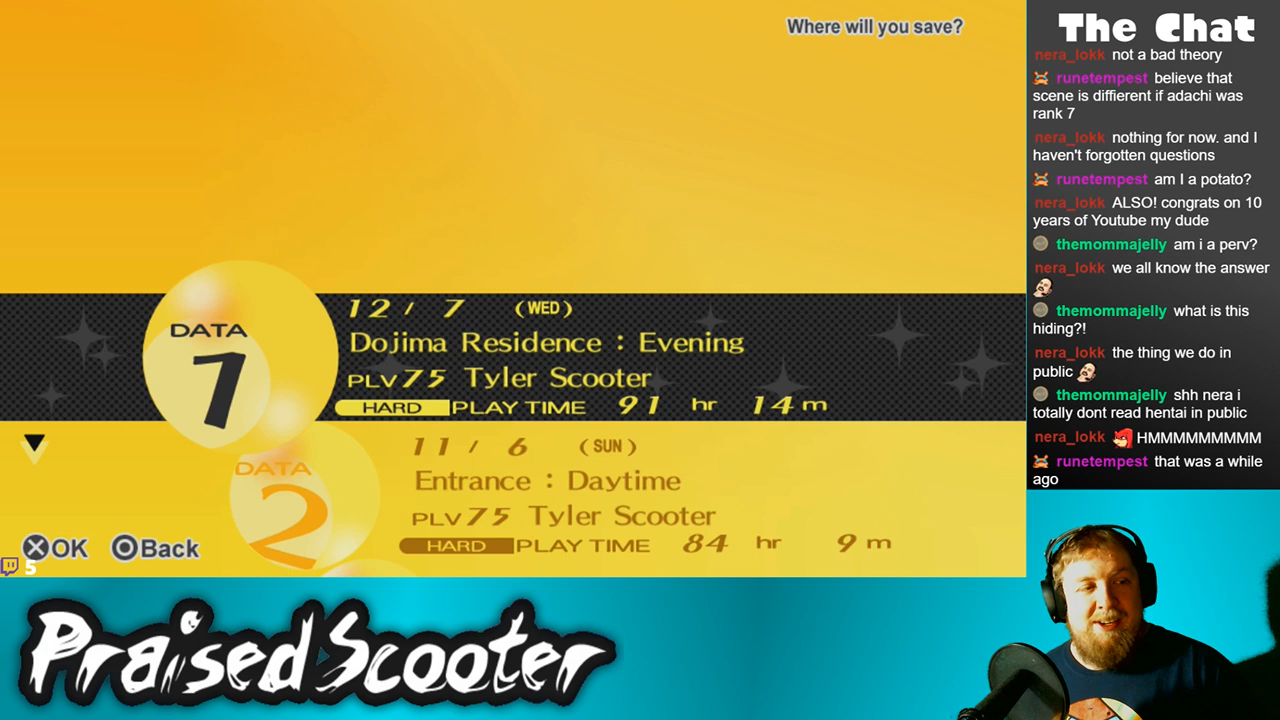 Where will you save?
DATA
1
12 / 7 (WED)
Dojima Residence : Evening
PLV75 Tyler Scooter
HARD PLAY TIME 91 hr 14m
DATA
2
11 / 6 (SUN)
Entrance : Daytime
PLV75 Tyler Scooter
HARD PLAY TIME 84 hr 9m
OK Back
5
PraisedScooter
The Chat
nera_lokk not a bad theory
runetempest believe that
scene is diffierent if adachi was
rank 7
nera_lokk nothing for now. and I
haven't forgotten questions
runetempest am I a potato?
nera_lokk ALSO! congrats on 10
years of Youtube my dude
themommajelly am i a perv?
nera_lokk we all know the answer
themommajelly what is this
hiding?!
nera_lokk the thing we do in
public
themommajelly shh nera i
totally dont read hentai in public
nera_lokk HMMMMMMMMM
runetempest that was a while
ago